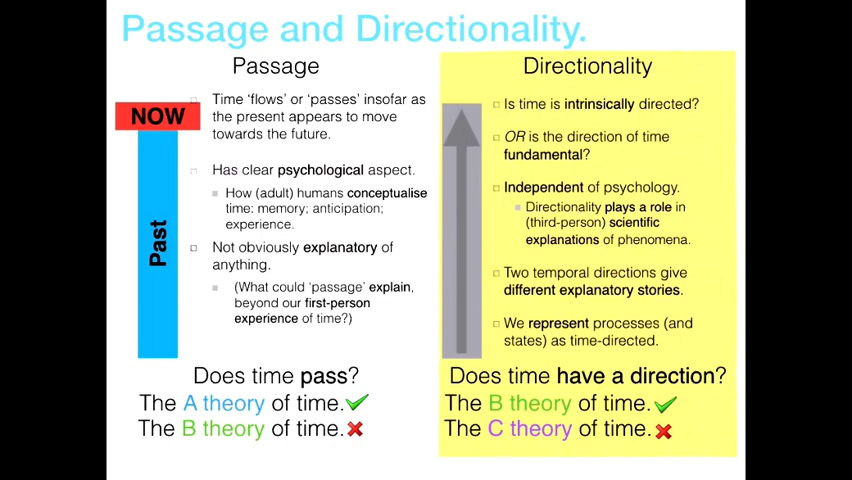 Passage and Directionality.
Passage
Time ‘flows’ or ‘passes’ insofar as
the present appears to move
towards the future.
NOW
Past
Has clear psychological aspect.
How (adult) humans conceptualise
time: memory; anticipation;
experience.
Not obviously explanatory of
anything.
(What could ‘passage’ explain,
beyond our first-person
experience of time?)
Does time pass?
The A theory of time.
The B theory of time.
Directionality
Is time is intrinsically directed?
OR is the direction of time
fundamental?
Independent of psychology.
Directionality plays a role in
(third-person) scientific
explanations of phenomena.
Two temporal directions give
different explanatory stories.
We represent processes (and
states) as time-directed.
Does time have a direction?
The B theory of time.
The C theory of time.